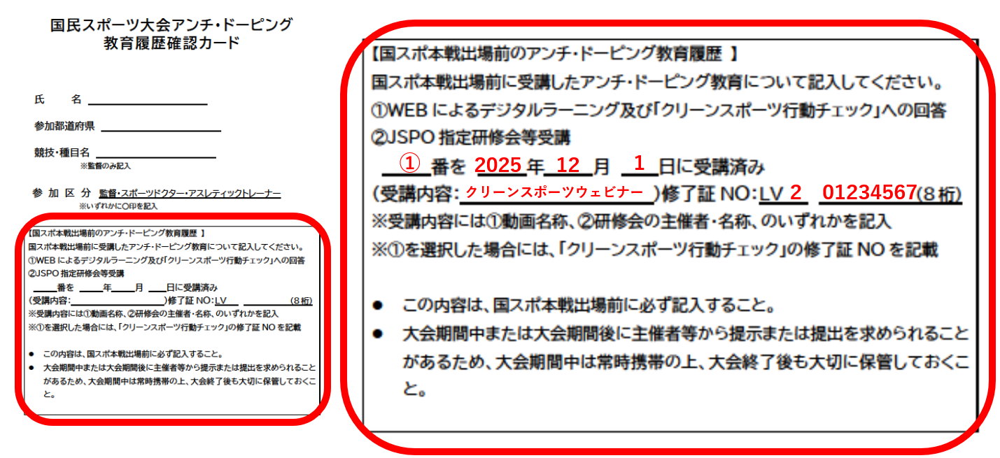 国民スポーツ大会アンチ・ドーピング
教育履歴確認カード
氏　　名
参加都道府県
競技・種目名
※監督のみ記入
参 加 区 分　監督・スポーツドクター・アスレティックトレーナー
※いずれかに〇印を記入
【国スポ本戦出場前のアンチ・ドーピング教育履歴 】
国スポ本戦出場前に受講したアンチ・ドーピング教育について記入してください。
①WEB によるデジタルラーニング及び「クリーンスポーツ行動チェック」への回答
②JSPO 指定研修会等受講
番を 年 月 日に受講済み
(受講内容: )修了証 NO:LV (8 桁)
※受講内容には①動画名称、②研修会の主催者・名称、のいずれかを記入
※①を選択した場合には、「クリーンスポーツ行動チェック」の修了証 NO を記載
● この内容は、国スポ本戦出場前に必ず記入すること。
● 大会期間中または大会期間後に主催者等から提示または提出を求められること
があるため、大会期間中は常時携帯の上、大会終了後も大切に保管しておくこ
と。
【国スポ本戦出場前のアンチ・ドーピング教育履歴 】
国スポ本戦出場前に受講したアンチ・ドーピング教育について記入してください。
①WEB によるデジタルラーニング及び「クリーンスポーツ行動チェック」への回答
②JSPO 指定研修会等受講
① 番を 2025 年 12 月 1 日に受講済み
(受講内容: クリーンスポーツウェビナー )修了証 NO:LV 2 01234567(8 桁)
※受講内容には①動画名称、②研修会の主催者・名称、のいずれかを記入
※①を選択した場合には、「クリーンスポーツ行動チェック」の修了証 NO を記載
● この内容は、国スポ本戦出場前に必ず記入すること。
● 大会期間中または大会期間後に主催者等から提示または提出を求められること
があるため、大会期間中は常時携帯の上、大会終了後も大切に保管しておくこ
と。